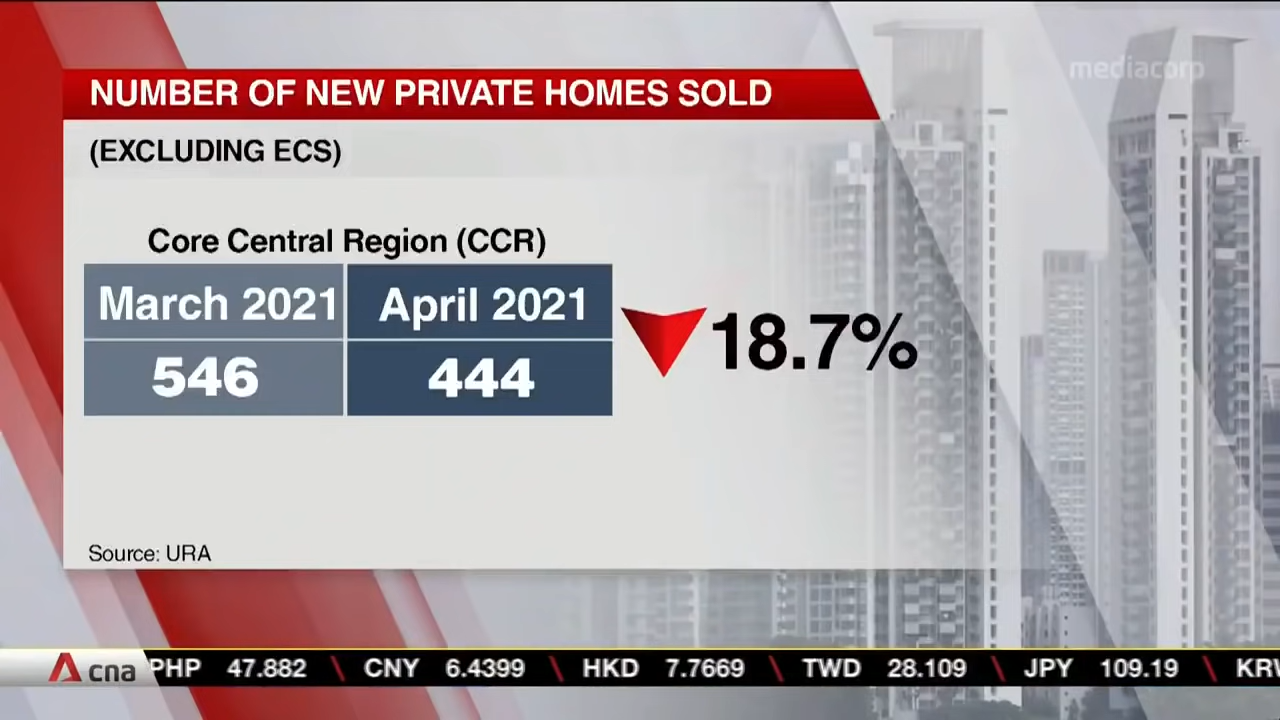 mediacorp
NUMBER OF NEW PRIVATE HOMES SOLD
(EXCLUDING ECS)
Core Central Region (CCR)
March 2021 April 2021
18.7%
546 444
Source: URA
cna PHP 47.882 CNY 6.4399 HKD 7.7669 TWD 28.109 JPY 109.19